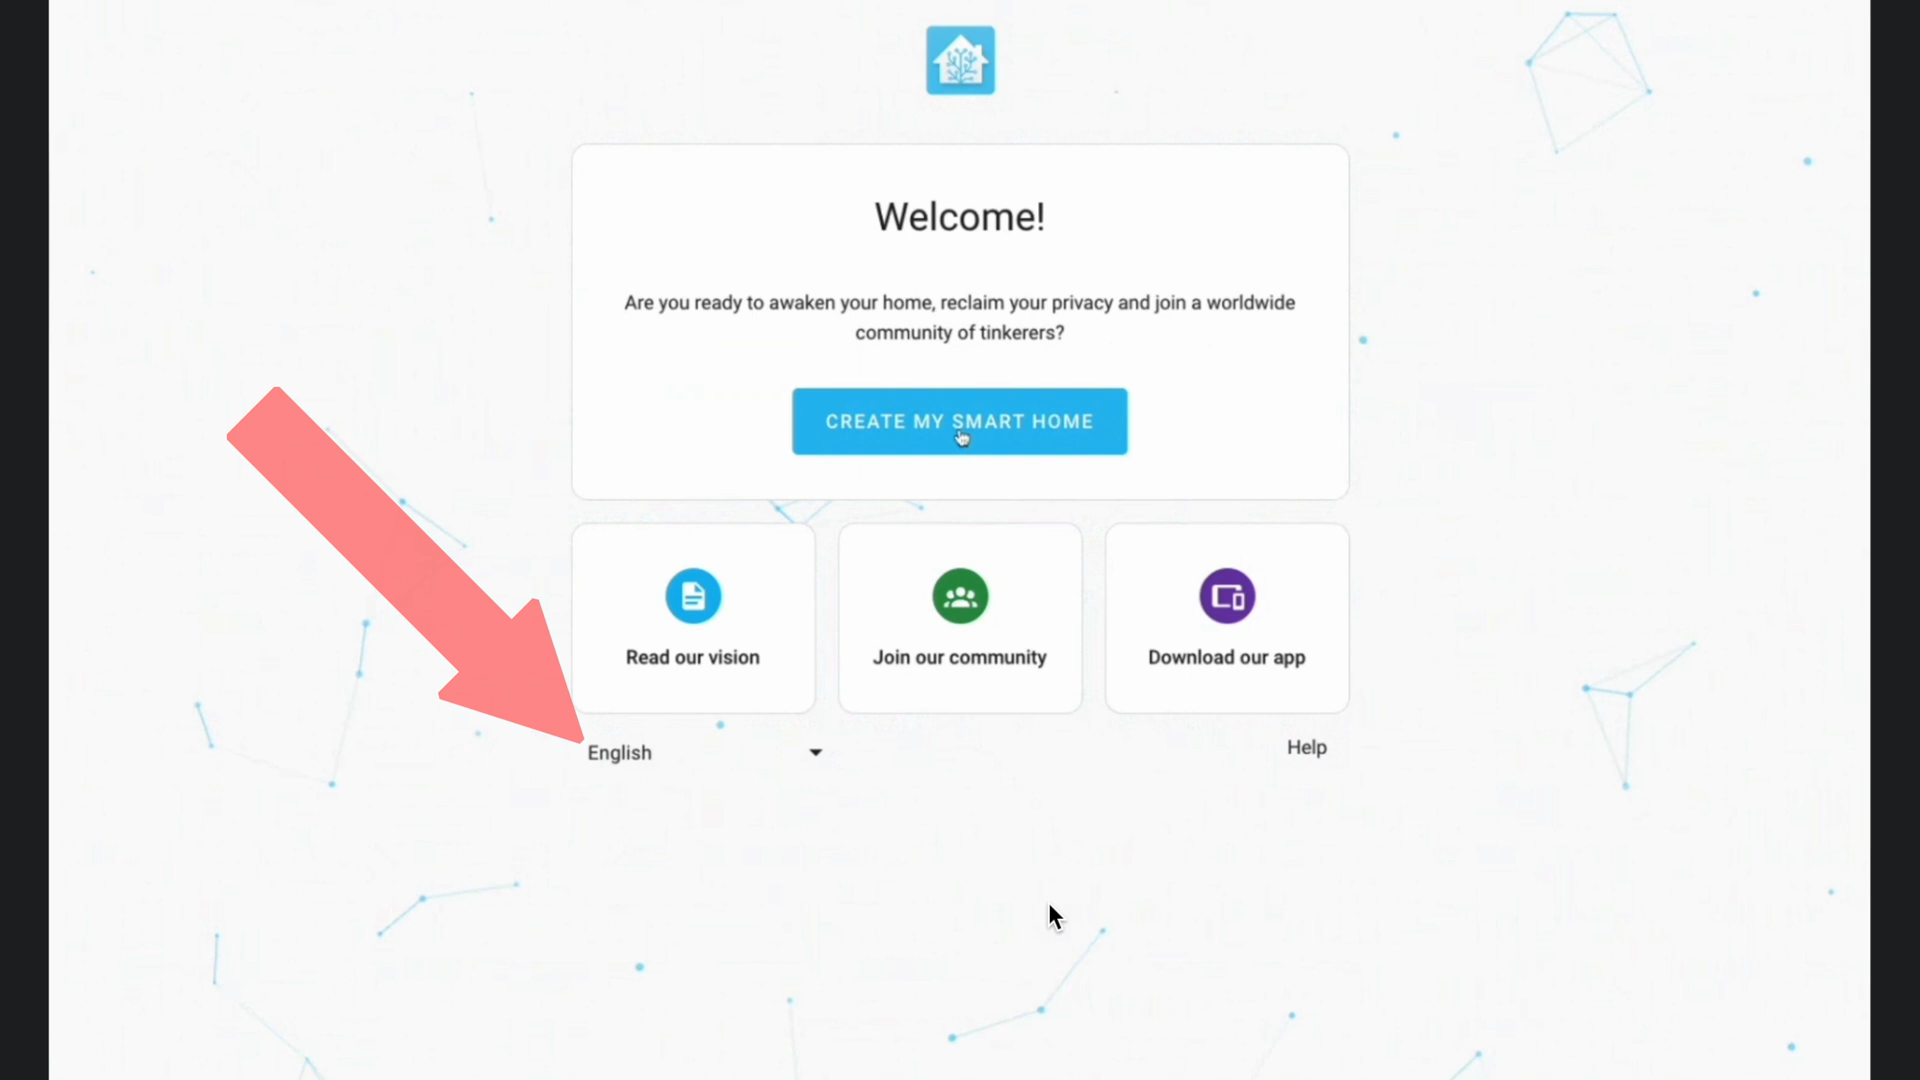 Welcome!
Are you ready to awaken your home, reclaim your privacy and join a worldwide
community of tinkerers?
CREATE MY SMART HOME
Read our vision
Join our community
Download our app
English
Help